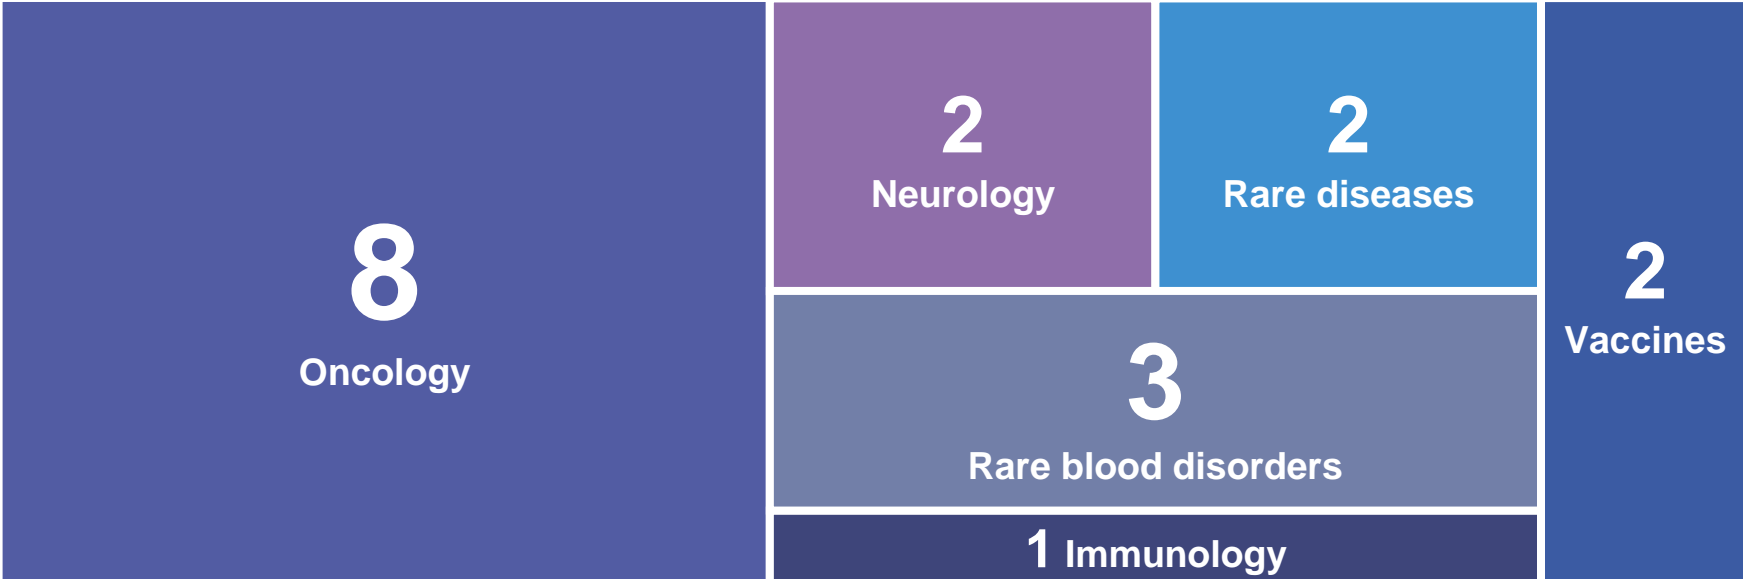 8
Oncology
2
Neurology
2
Rare diseases
3
Rare blood disorders
1 Immunology
2
Vaccines